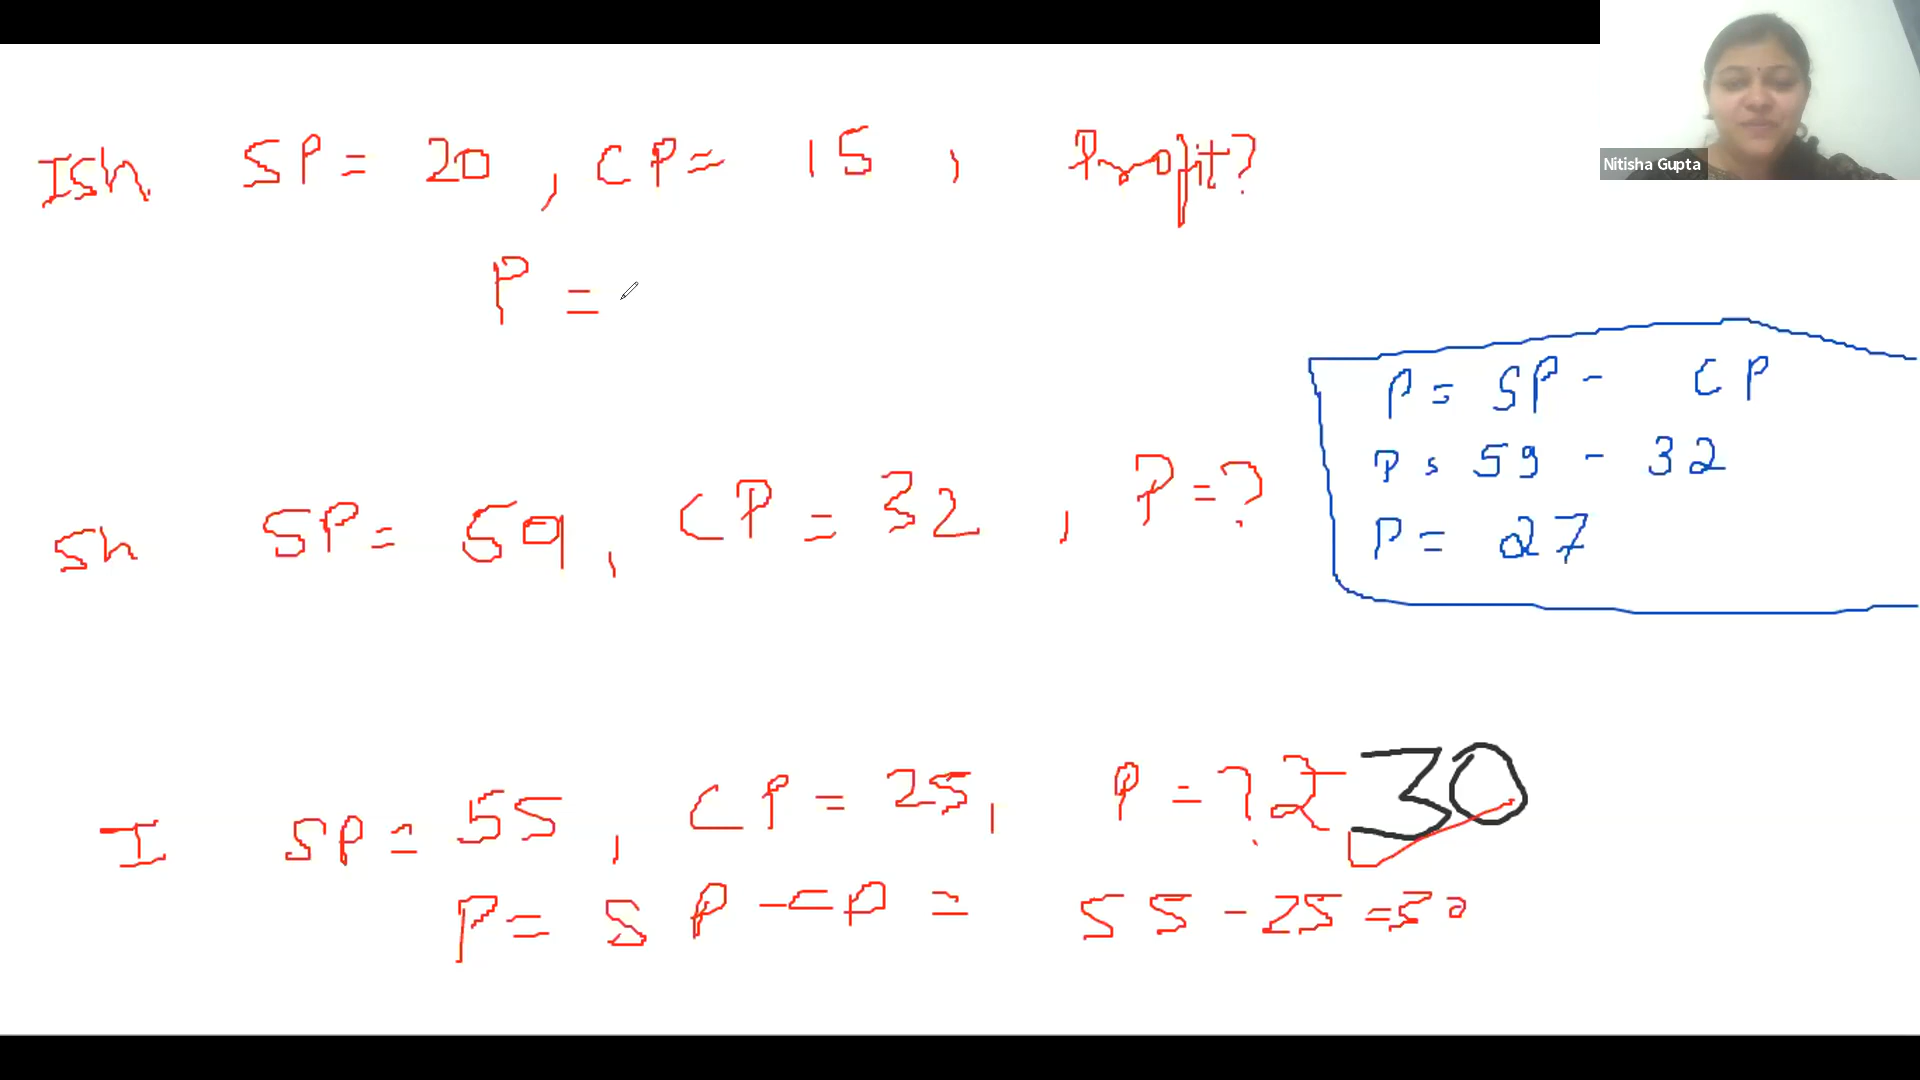 Ish SP = 20 , CP = 15 , Profit?
Nitisha Gupta
P =
P = SP - CP
P = 59 - 32
P = 27
Sh SP = 59 , CP = 32 , P = ?
I SP = 55 , CP = 25 , P = ? 30
P = SP - CP = 55 - 25 = 30